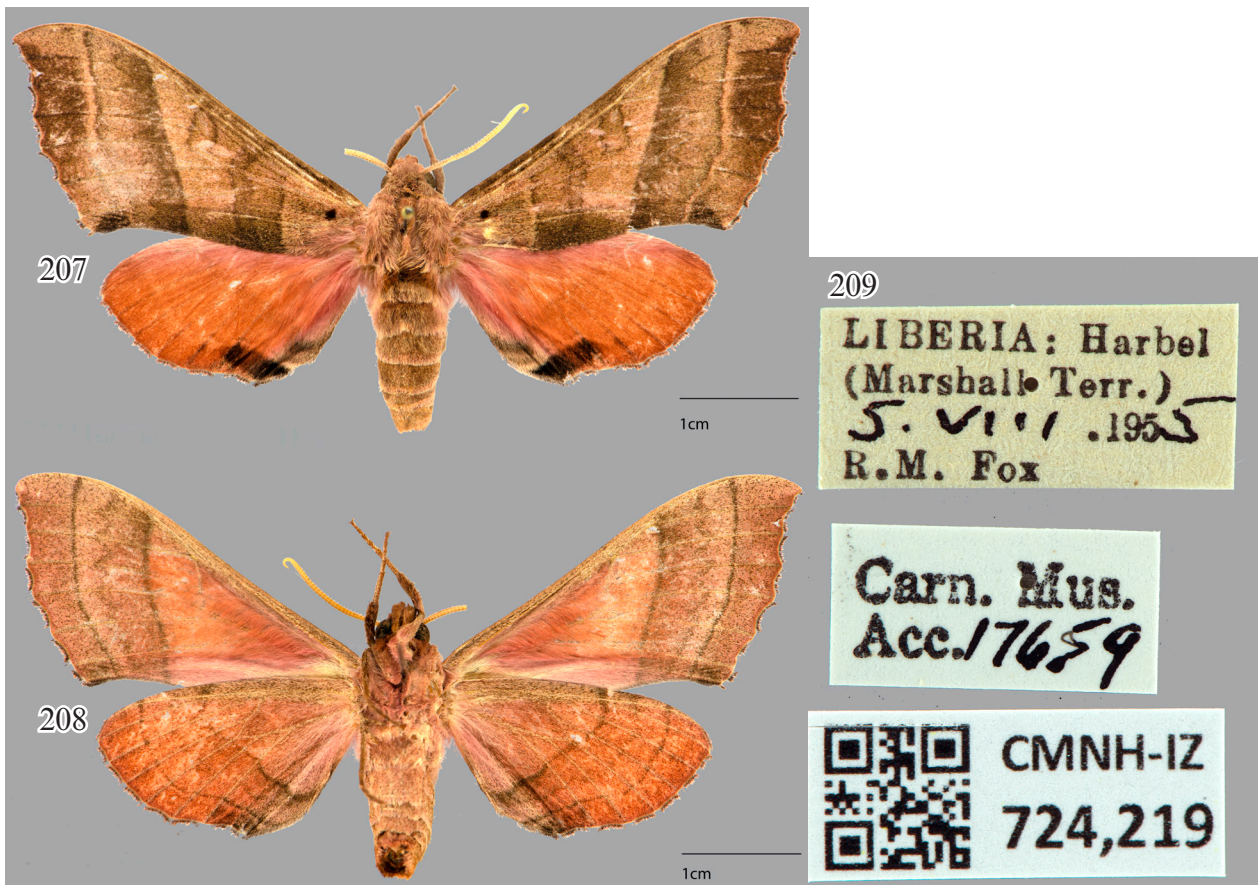 207
1cm
208
1cm
209
LIBERIA: Harbel
(Marshall Terr.)
5. VIII .1955
R.M. Fox
Carn. Mus.
Acc. 17659
CMNH-IZ
724,219